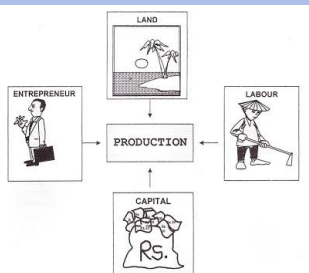 LAND
ENTREPRENEUR
LABOUR
PRODUCTION
CAPITAL
Rs.